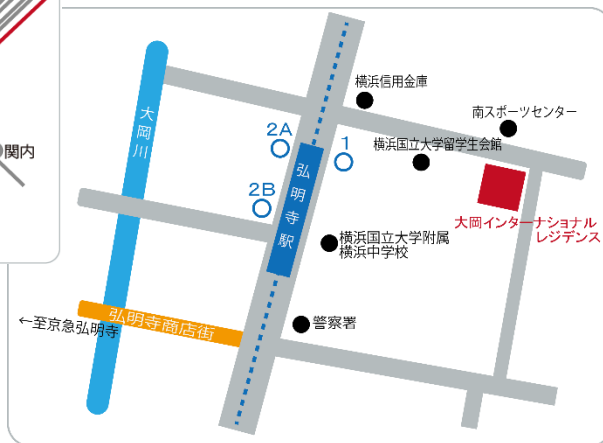 関内
大岡川
横浜信用金庫
南スポーツセンター
2A
1
横浜国立大学留学生会館
弘明寺駅
2B
大岡インターナショナル
レジデンス
横浜国立大学附属
横浜中学校
弘明寺商店街
←至京急弘明寺
警察署